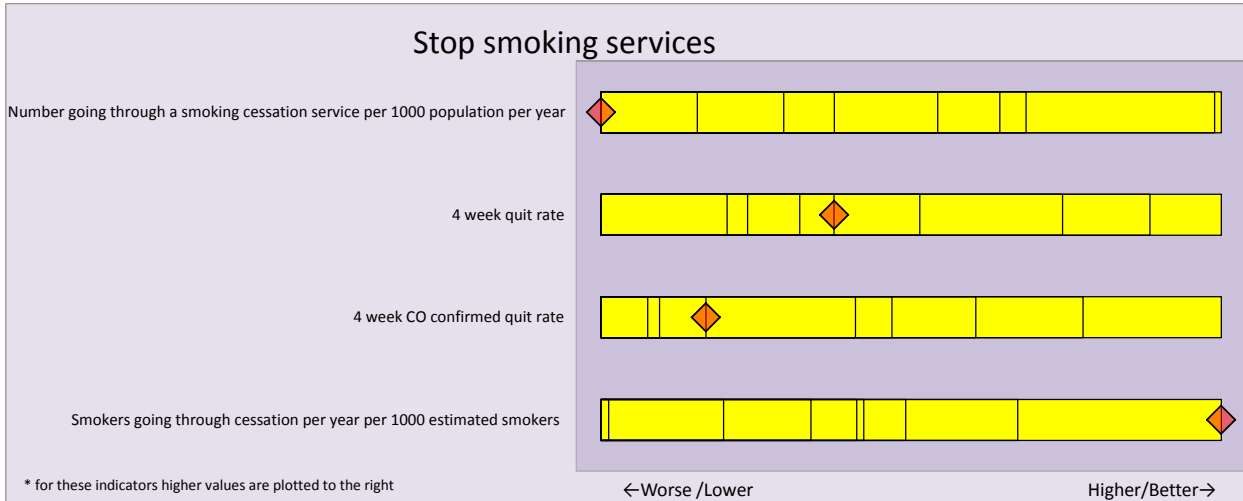 Stop smoking services
Number going through a smoking cessation service per 1000 population per year
4 week quit rate
4 week CO confirmed quit rate
Smokers going through cessation per year per 1000 estimated smokers
* for these indicators higher values are plotted to the right
←Worse /Lower
Higher/Better→